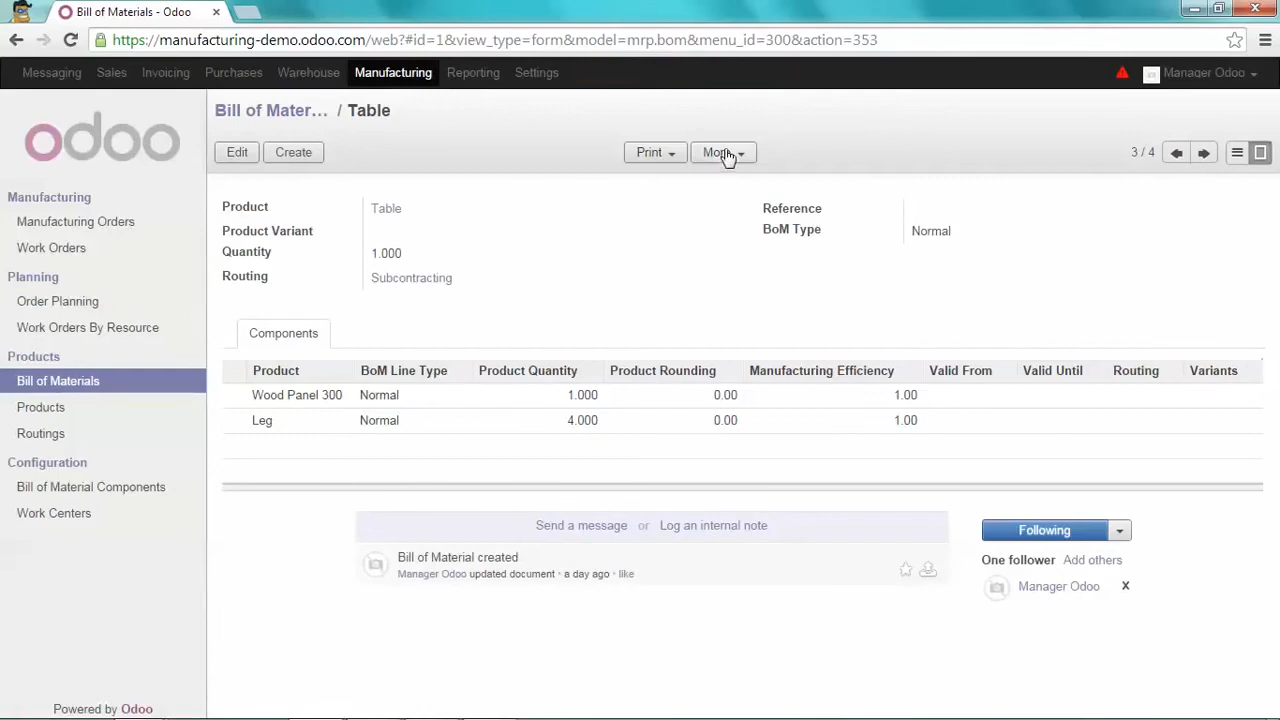 Bill of Materials - Odoo
https://manufacturing-demo.odoo.com/web?#id=1&view_type=form&model=mrp.bom&menu_id=300&action=353
Messaging Sales Invoicing Purchases Warehouse Manufacturing Reporting Settings Manager Odoo
odoo
Bill of Mater... / Table
Edit Create Print More 3 / 4
Manufacturing
Manufacturing Orders
Work Orders
Planning
Order Planning
Work Orders By Resource
Products
Bill of Materials
Products
Routings
Configuration
Bill of Material Components
Work Centers
Powered by Odoo
Product Table
Product Variant
Quantity 1.000
Routing Subcontracting
Reference
BoM Type Normal
Components
Product BoM Line Type Product Quantity Product Rounding Manufacturing Efficiency Valid From Valid Until Routing Variants
Wood Panel 300 Normal 1.000 0.00 1.00
Leg Normal 4.000 0.00 1.00
Send a message or Log an internal note
Bill of Material created
Manager Odoo updated document • a day ago • like
Following
One follower Add others
Manager Odoo X